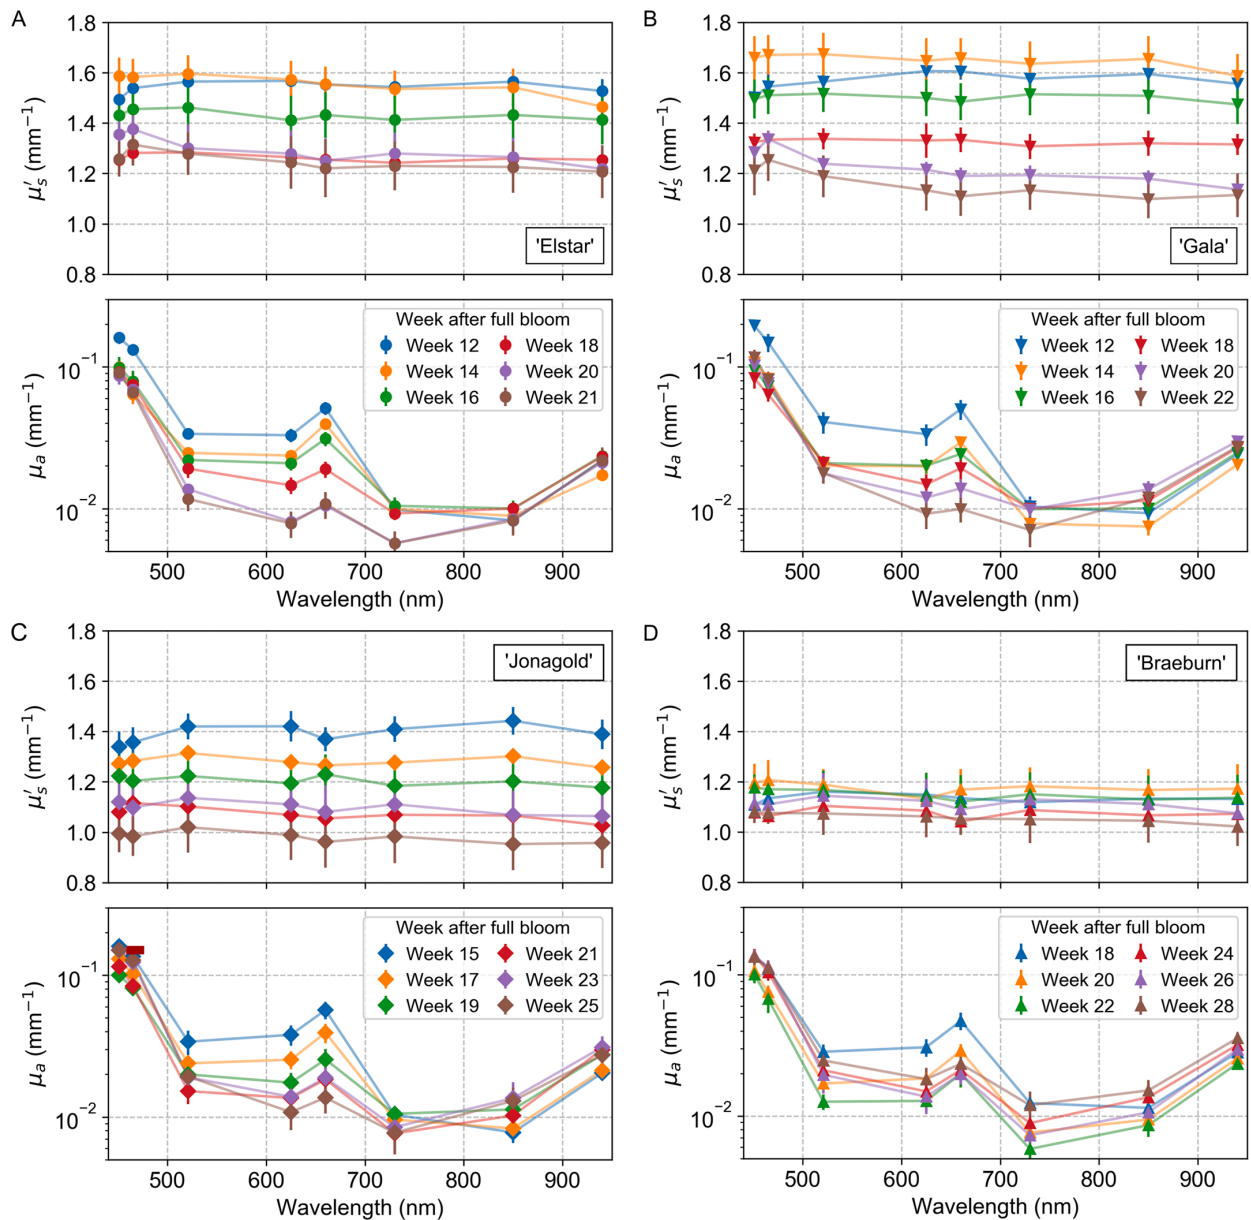 A
1.8
1.6
1.4
1.2
1.0
0.8
μ′s (mm−1)
'Elstar'
10−1
10−2
μa (mm−1)
Week after full bloom
Week 12 Week 18
Week 14 Week 20
Week 16 Week 21
500 600 700 800 900
Wavelength (nm)
B
1.8
1.6
1.4
1.2
1.0
0.8
μ′s (mm−1)
'Gala'
10−1
10−2
μa (mm−1)
Week after full bloom
Week 12 Week 18
Week 14 Week 20
Week 16 Week 22
500 600 700 800 900
Wavelength (nm)
C
1.8
1.6
1.4
1.2
1.0
0.8
μ′s (mm−1)
'Jonagold'
10−1
10−2
μa (mm−1)
Week after full bloom
Week 15 Week 21
Week 17 Week 23
Week 19 Week 25
500 600 700 800 900
Wavelength (nm)
D
1.8
1.6
1.4
1.2
1.0
0.8
μ′s (mm−1)
'Braeburn'
10−1
10−2
μa (mm−1)
Week after full bloom
Week 18 Week 24
Week 20 Week 26
Week 22 Week 28
500 600 700 800 900
Wavelength (nm)